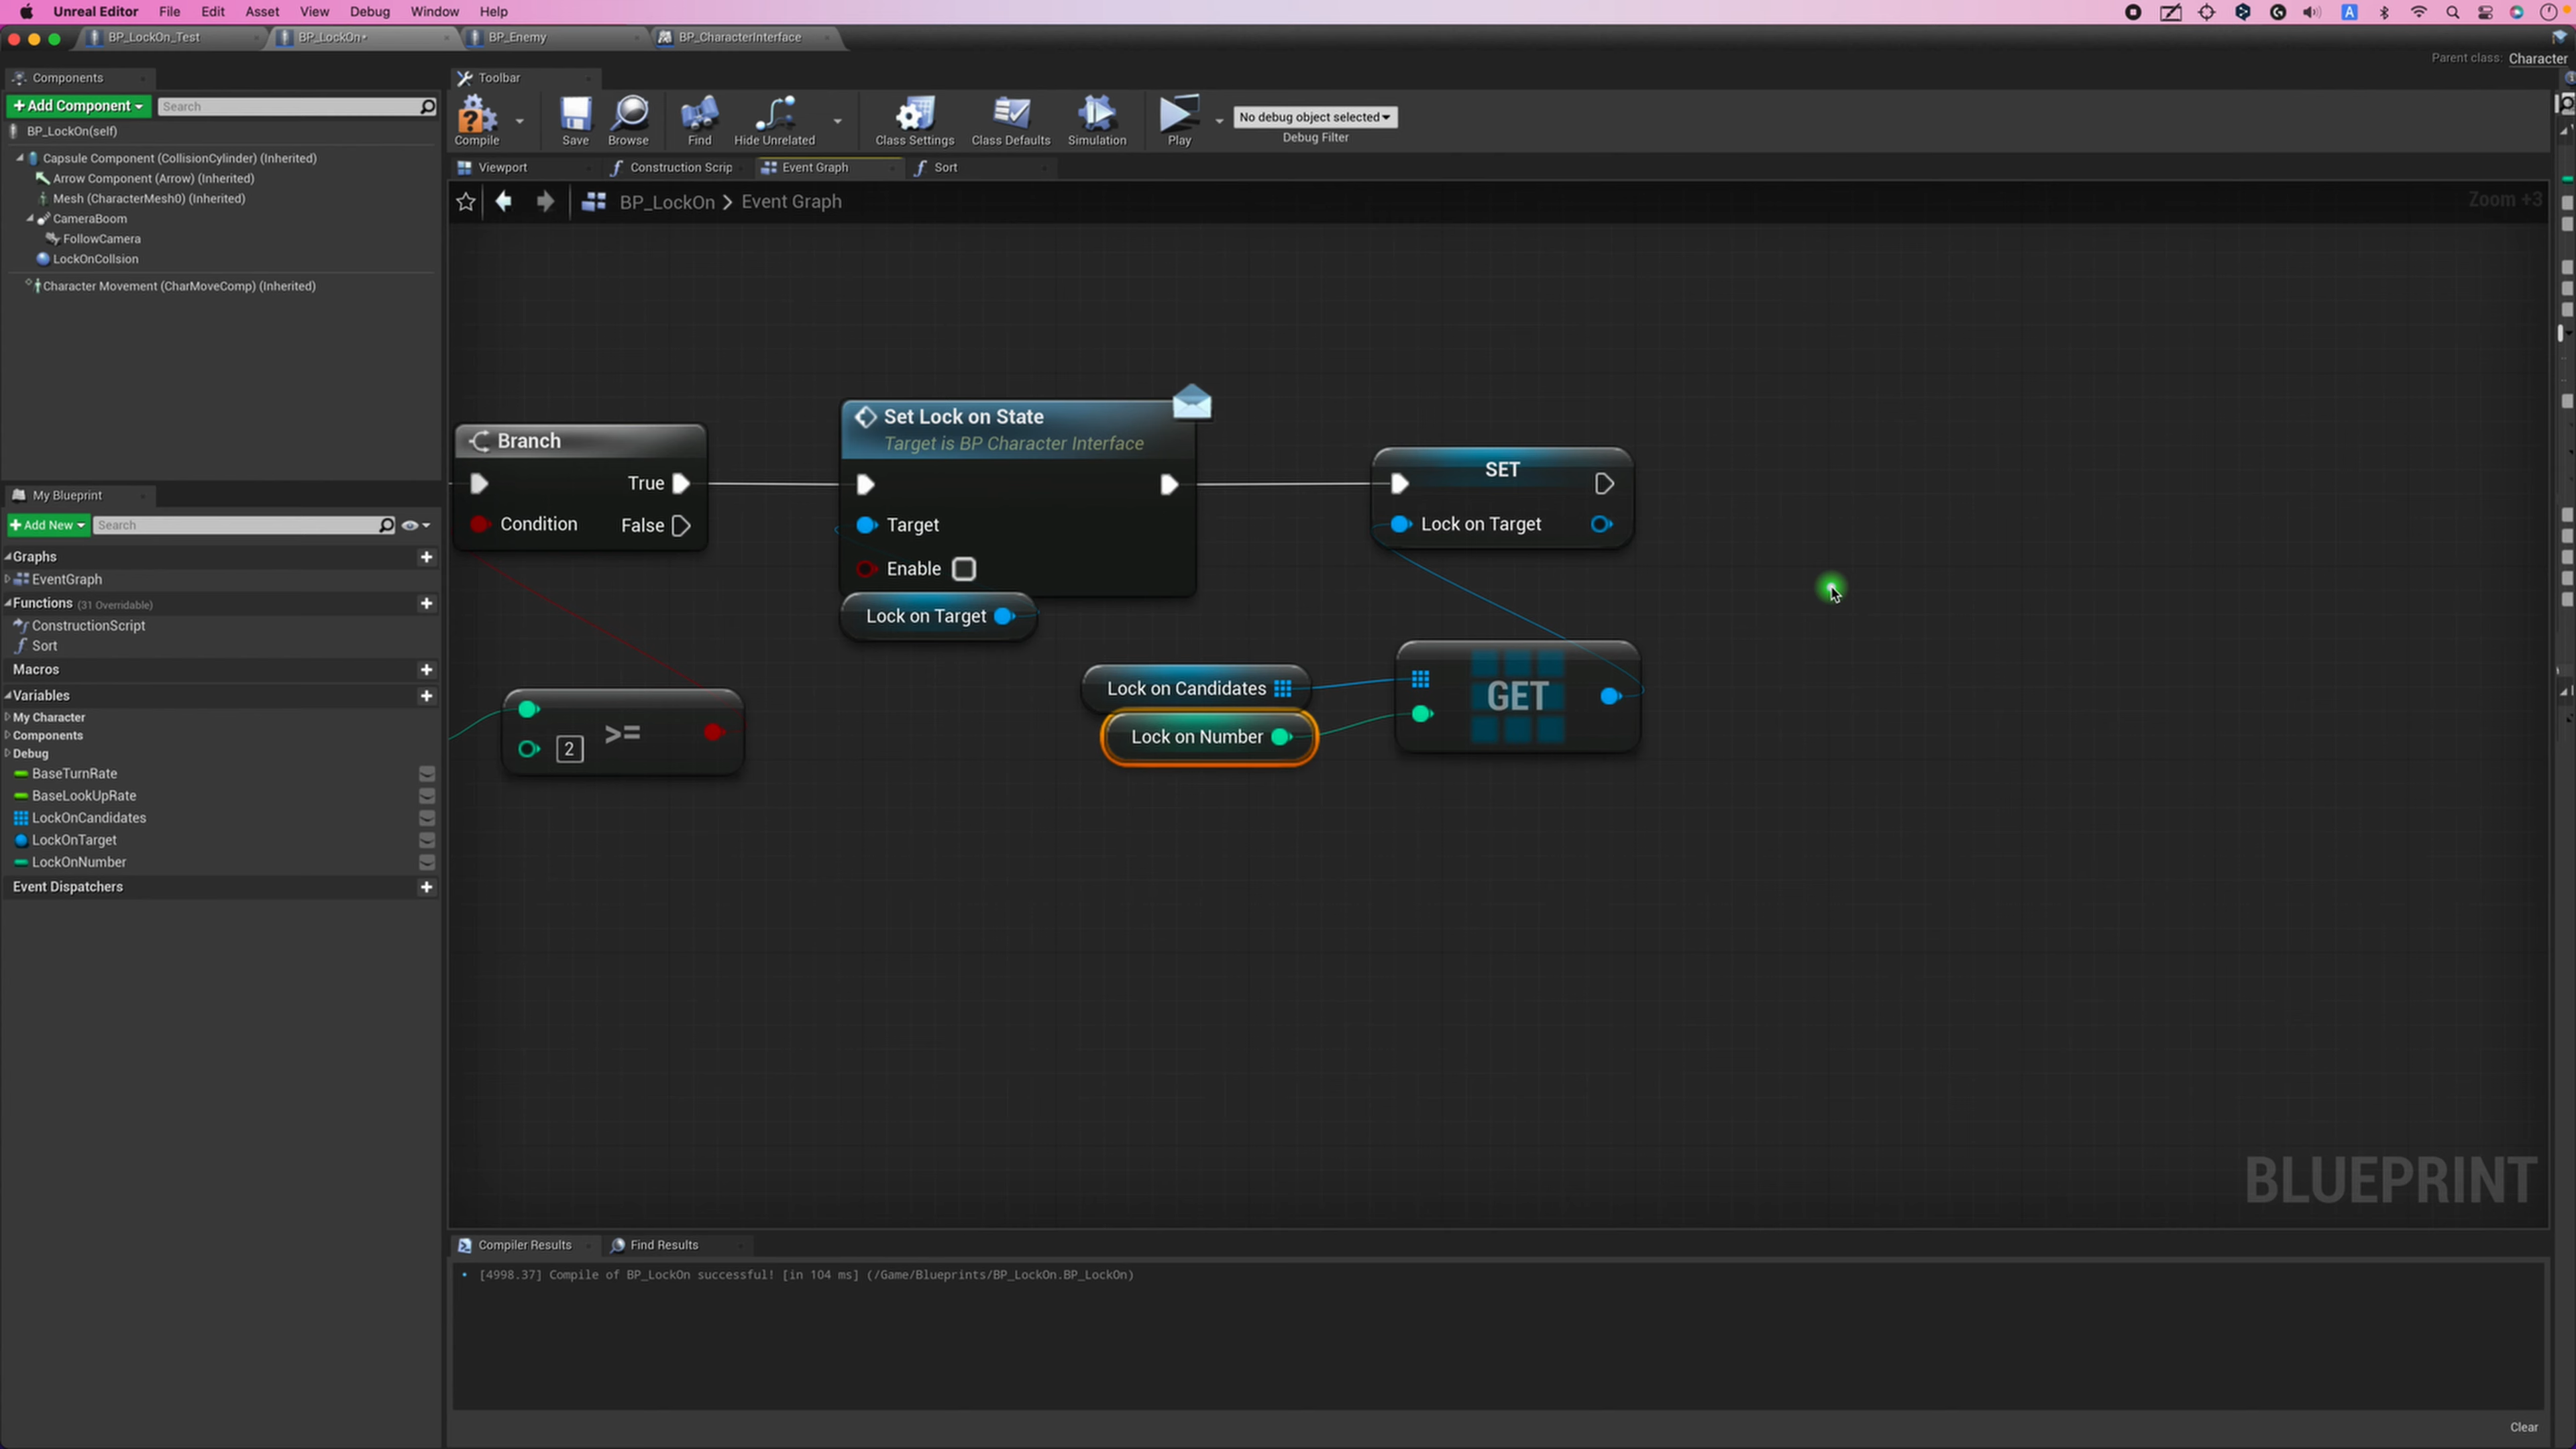 Unreal Editor File Edit Asset View Debug Window Help A
BP_LockOn_Test BP_LockOn* BP_Enemy BP_CharacterInterface
Parent class: Character
Components
Toolbar
+ Add Component Search
BP_LockOn(self)
Capsule Component (CollisionCylinder) (Inherited)
Arrow Component (Arrow) (Inherited)
Mesh (CharacterMesh0) (Inherited)
CameraBoom
FollowCamera
LockOnCollsion
Character Movement (CharMoveComp) (Inherited)
Compile Save Browse Find Hide Unrelated Class Settings Class Defaults Simulation Play
No debug object selected
Debug Filter
Viewport Construction Scrip Event Graph Sort
BP_LockOn > Event Graph
Zoom +3
My Blueprint
+ Add New Search
Graphs
EventGraph
Functions (31 Overridable)
ConstructionScript
Sort
Macros
Variables
My Character
Components
Debug
BaseTurnRate
BaseLookUpRate
LockOnCandidates
LockOnTarget
LockOnNumber
Event Dispatchers
Branch
True
Condition False
Set Lock on State
Target is BP Character Interface
Target
Enable
Lock on Target
SET
Lock on Target
2 >=
Lock on Candidates
Lock on Number
GET
BLUEPRINT
Compiler Results Find Results
• [4998.37] Compile of BP_LockOn successful! [in 104 ms] (/Game/Blueprints/BP_LockOn.BP_LockOn)
Clear